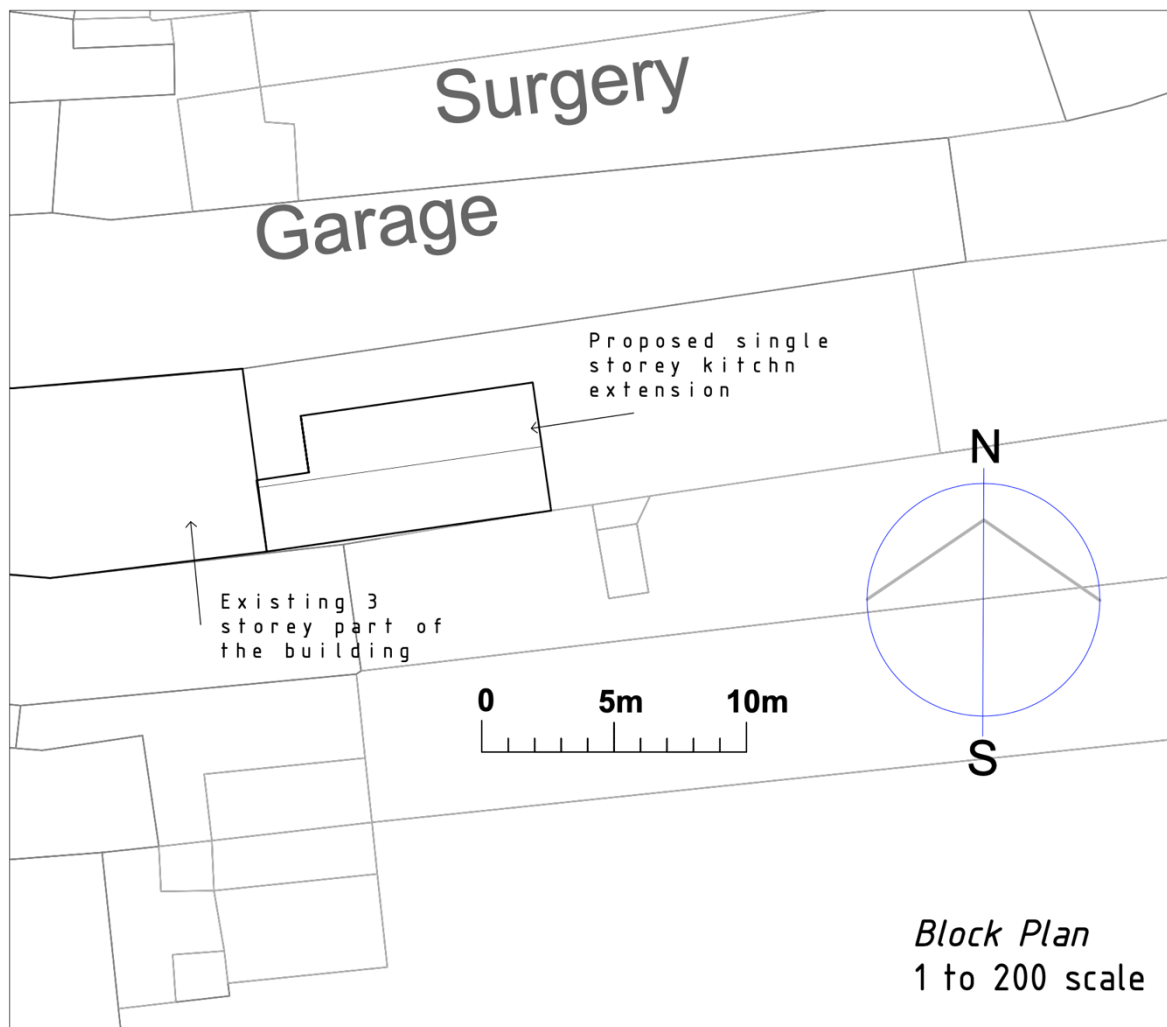 Surgery
Garage
Proposed single
storey kitchn
extension
N
Existing 3
storey part of
the building
0 5m 10m
S
Block Plan
1 to 200 scale